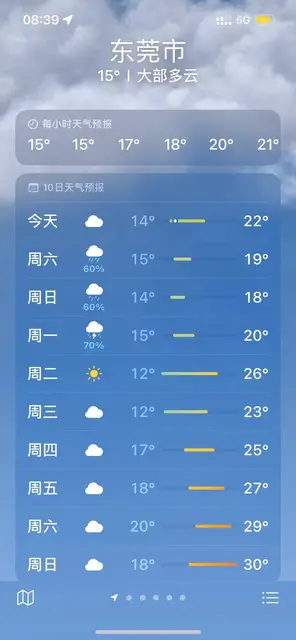 08:39
5G
东莞市
15° | 大部多云
每小时天气预报
15° 15° 17° 18° 20° 21°
10日天气预报
今天 14° 22°
周六 60% 15° 19°
周日 60% 14° 18°
周一 70% 15° 20°
周二 12° 26°
周三 12° 23°
周四 17° 25°
周五 18° 27°
周六 20° 29°
周日 18° 30°